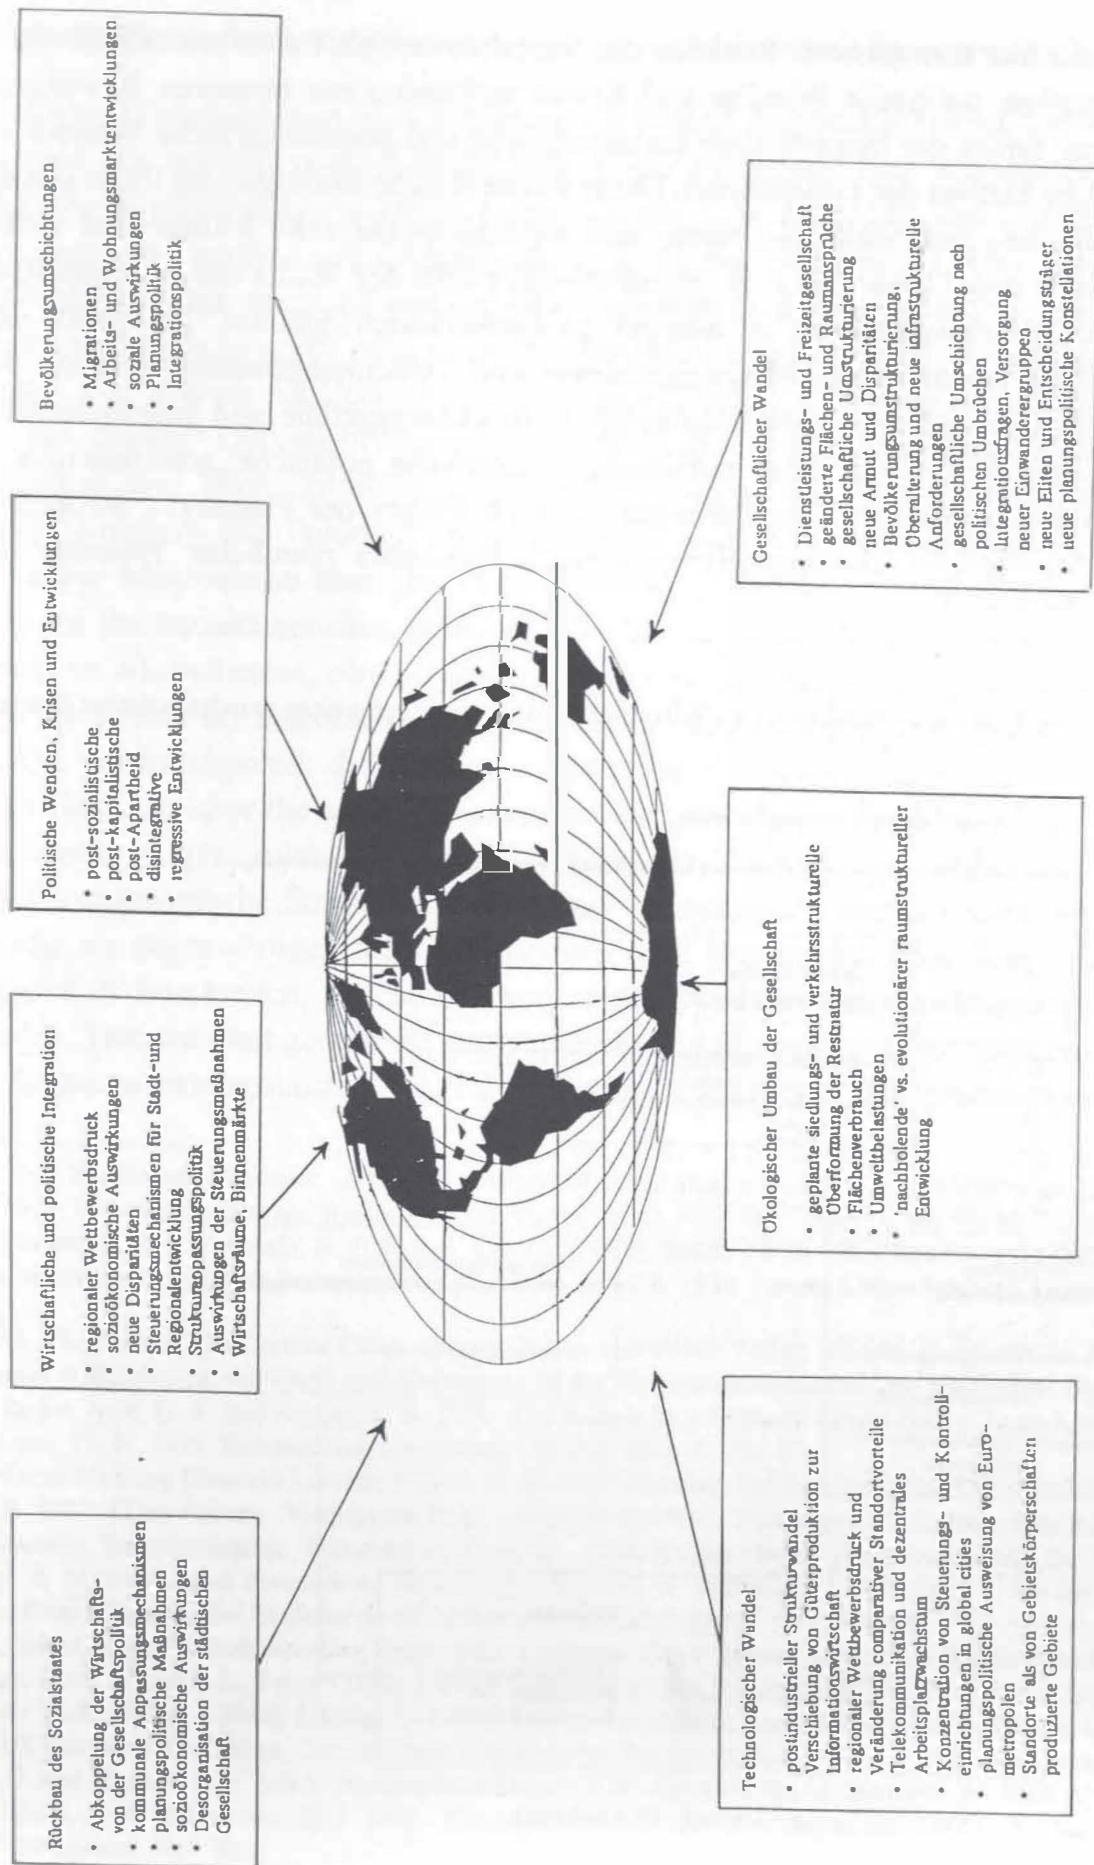 Rückbau des Sozialstaates
• Abkoppelung der Wirtschafts-
von der Gesellschaftspolitik
• kommunale Anpassungsmechanismen
• planungspolitische Maßnahmen
• sozioökonomische Auswirkungen
• Desorganisation der städtischen
Gesellschaft
Wirtschaftliche und politische Integration
• regionaler Wettbewerbsdruck
• sozioökonomische Auswirkungen
• neue Disparitäten
• Steuerungsmechanismen für Stadt-und
Regionalentwicklung
• Strukturanpassungspolitik
• Auswirkungen der Steuerungsmaßnahmen
• Wirtschaftsräume, Binnenmärkte
Politische Wenden, Krisen und Entwicklungen
• post-sozialistische
• post-kapitalistische
• post-Apartheid
• disintegrative
• regressive Entwicklungen
Bevölkerungsumschichtungen
• Migrationen
• Arbeits- und Wohnungsmarktentwicklungen
• soziale Auswirkungen
• Planungspolitik
• Integrationspolitik
Technologischer Wandel
• postindustrieller Strukturwandel
Verschiebung von Güterproduktion zur
Informationswirtschaft
• regionaler Wettbewerbsdruck und
Veränderung comparativer Standortvorteile
• Telekommunikation und dezentrales
Arbeitsplatzwachstum
• Konzentration von Steuerungs- und Kontroll-
einrichtungen in global cities
• planungspolitische Ausweisung von Euro-
metropolen
• Standorte als von Gebietskörperschaften
produzierte Gebiete
Ökologischer Umbau der Gesellschaft
• geplante siedlungs- und verkehrsstrukturelle
Überformung der Restnatur
• Flächenverbrauch
• Umweltbelastungen
• 'nachholende' vs. evolutionärer raumstruktureller
Entwicklung
Gesellschaftlicher Wandel
• Dienstleistungs- und Freizeitgesellschaft
• geänderte Flächen- und Raumansprüche
• gesellschaftliche Umstrukturierung
neue Armut und Disparitäten
• Bevölkerungsumstrukturierung,
Überalterung und neue infrastrukturelle
Anforderungen
• gesellschaftliche Umschichtung nach
politischen Umbrüchen
• Integrationsfragen, Versorgung
neuer Einwanderergruppen
• neue Eliten und Entscheidungsträger
• neue planungspolitische Konstellationen